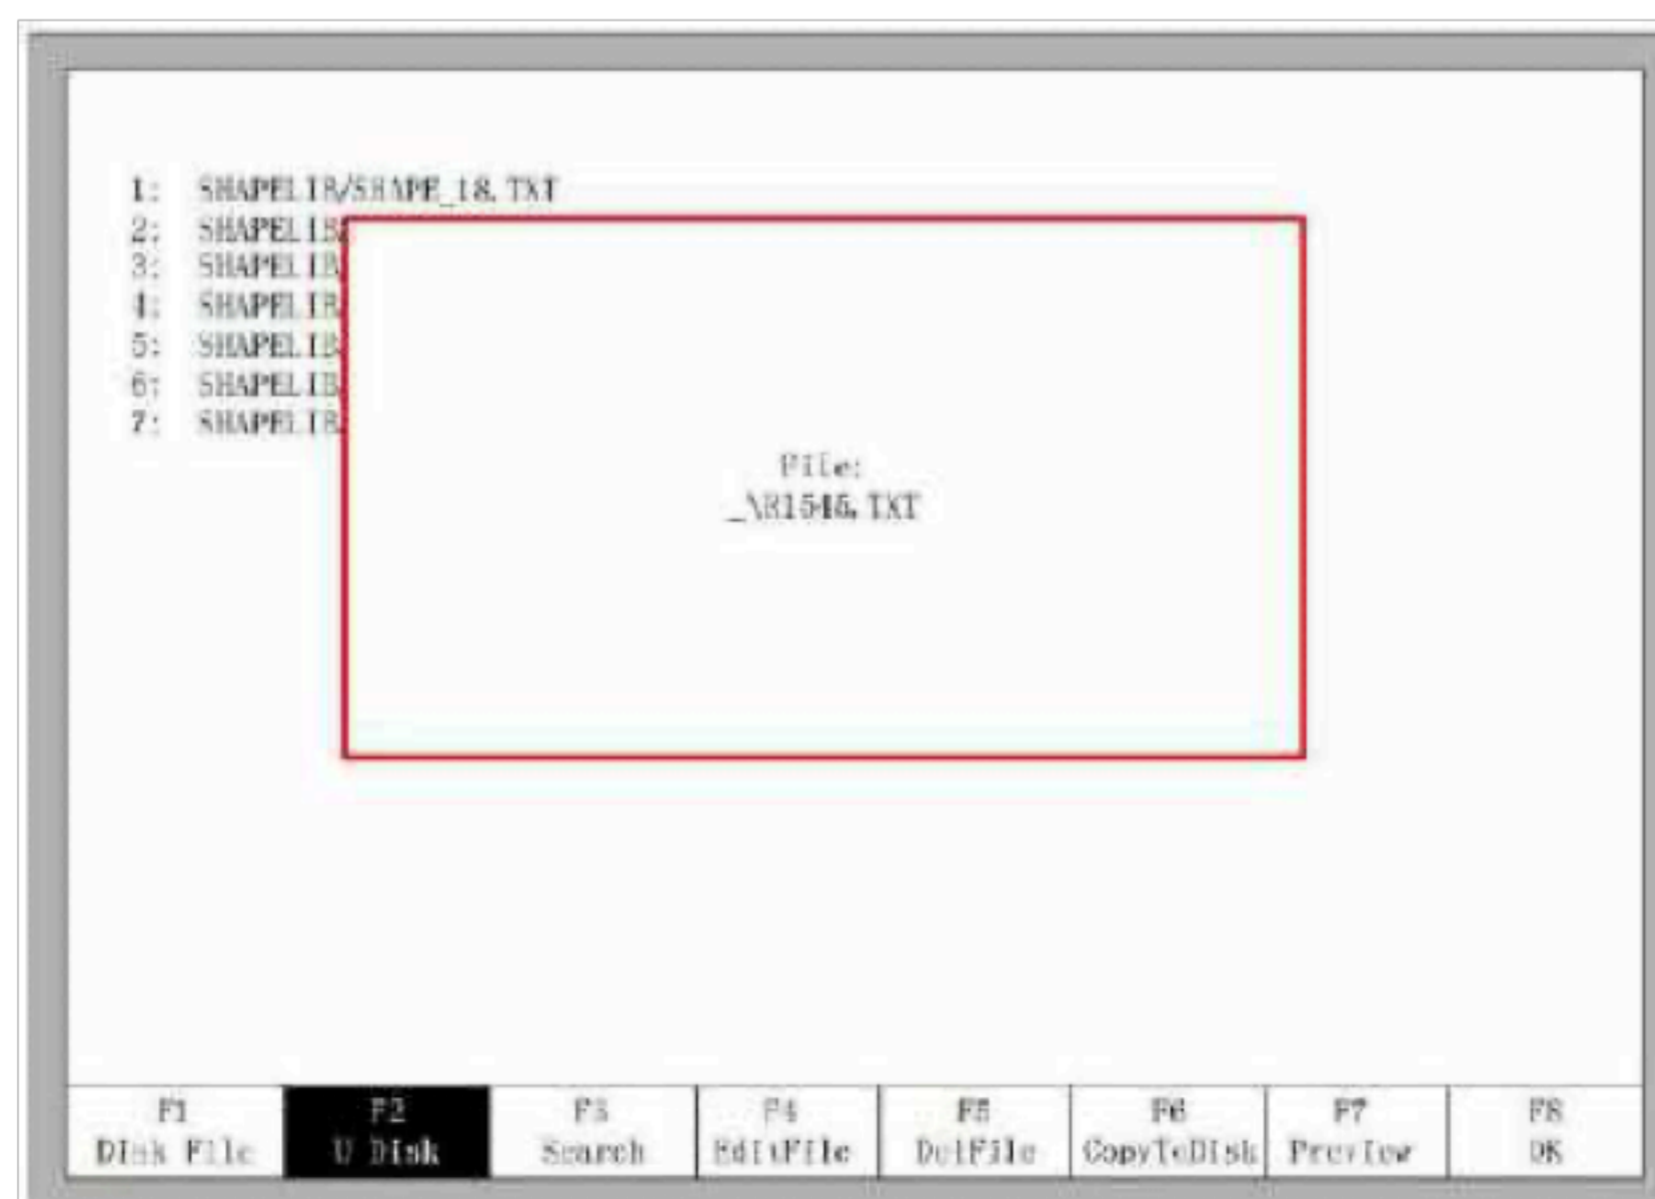 1: SHAPELIB/SHAPE_18.TXT
2: SHAPELIB
3: SHAPELIB
4: SHAPELIB
5: SHAPELIB
6: SHAPELIB
7: SHAPELIB
File:
F1 F2 F3 F4 F5 F6 F7 F8
Disk File U Disk Search EditFile DelFile CopyToDisk Preview OK